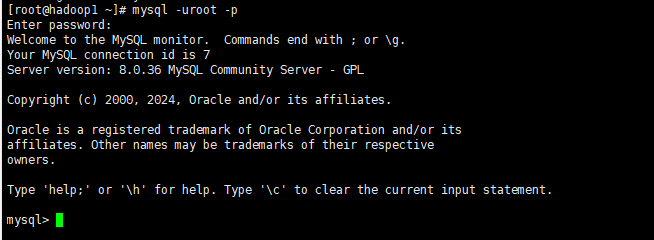 [root@hadoop1 ~]# mysql -uroot -p
Enter password:
Welcome to the MySQL monitor.  Commands end with ; or \g.
Your MySQL connection id is 7
Server version: 8.0.36 MySQL Community Server - GPL

Copyright (c) 2000, 2024, Oracle and/or its affiliates.

Oracle is a registered trademark of Oracle Corporation and/or its
affiliates. Other names may be trademarks of their respective
owners.

Type 'help;' or '\h' for help. Type '\c' to clear the current input statement.

mysql>